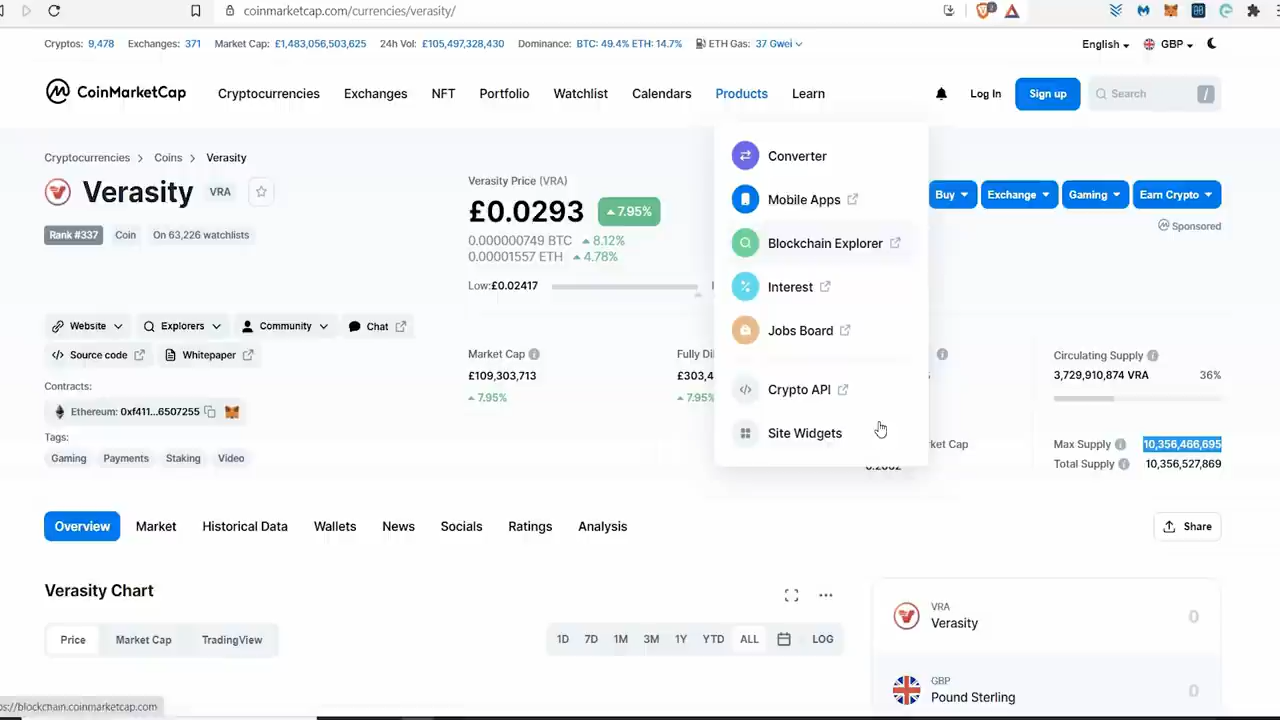 coinmarketcap.com/currencies/verasity/
Cryptos: 9,478 Exchanges: 371 Market Cap: £1,483,056,503,625 24h Vol: £105,497,328,430 Dominance: BTC: 49.4% ETH: 14.7% ETH Gas: 37 Gwei English GBP
CoinMarketCap Cryptocurrencies Exchanges NFT Portfolio Watchlist Calendars Products Learn Log In Sign up Search /
Cryptocurrencies Coins Verasity
Verasity VRA
Rank #337 Coin On 63,226 watchlists
Website Explorers Community Chat
Source code Whitepaper
Contracts:
Ethereum: 0xf411...6507255
Tags:
Gaming Payments Staking Video
Verasity Price (VRA)
£0.0293 7.95%
0.000000749 BTC 8.12%
0.00001557 ETH 4.78%
Low:£0.02417
Market Cap
£109,303,713
7.95%
Fully Di
£303,4
7.95%
Converter
Mobile Apps
Blockchain Explorer
Interest
Jobs Board
Crypto API
Site Widgets
ket Cap
0.2662
Buy Exchange Gaming Earn Crypto
Sponsored
Circulating Supply
3,729,910,874 VRA 36%
Max Supply 10,356,466,695
Total Supply 10,356,527,869
Overview Market Historical Data Wallets News Socials Ratings Analysis Share
Verasity Chart
Price Market Cap TradingView 1D 7D 1M 3M 1Y YTD ALL LOG
VRA
Verasity 0
GBP
Pound Sterling 0
ps://blockchain.coinmarketcap.com